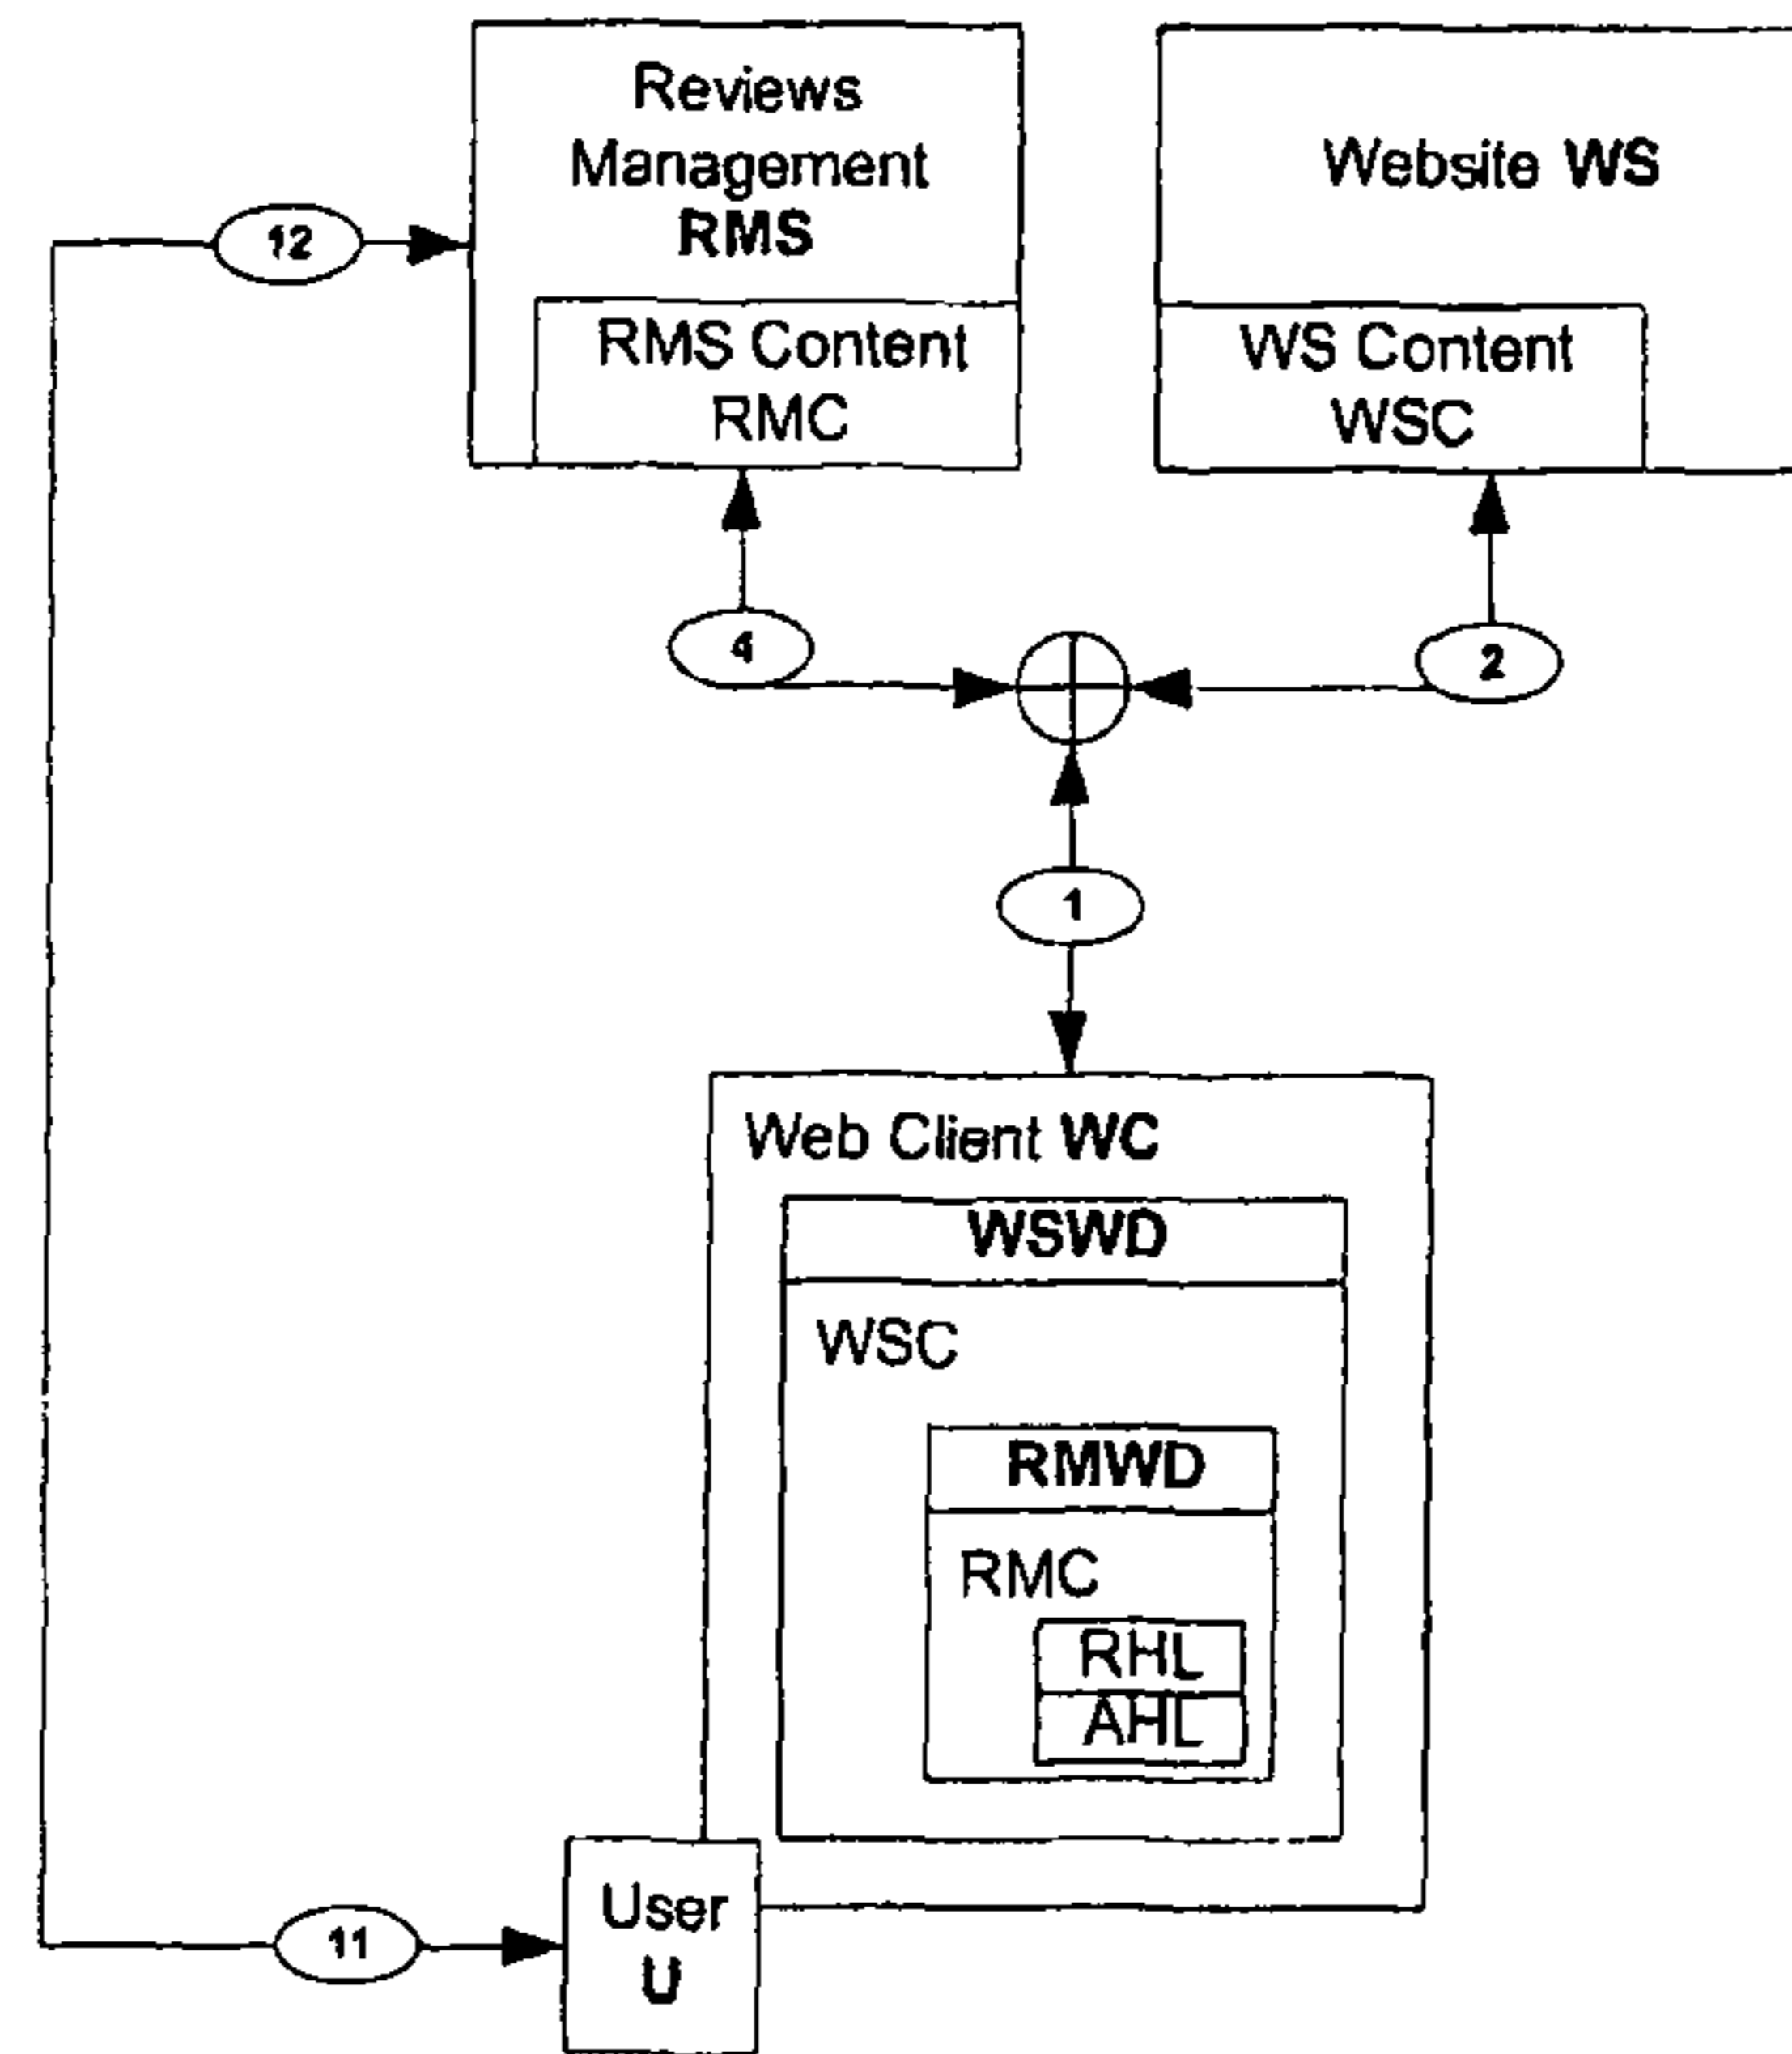 Reviews
Management
RMS
Website WS
12
RMS Content
RMC
WS Content
WSC
4
2
1
Web Client WC
WSWD
WSC
RMWD
RMC
RHL
AHL
User
U
11